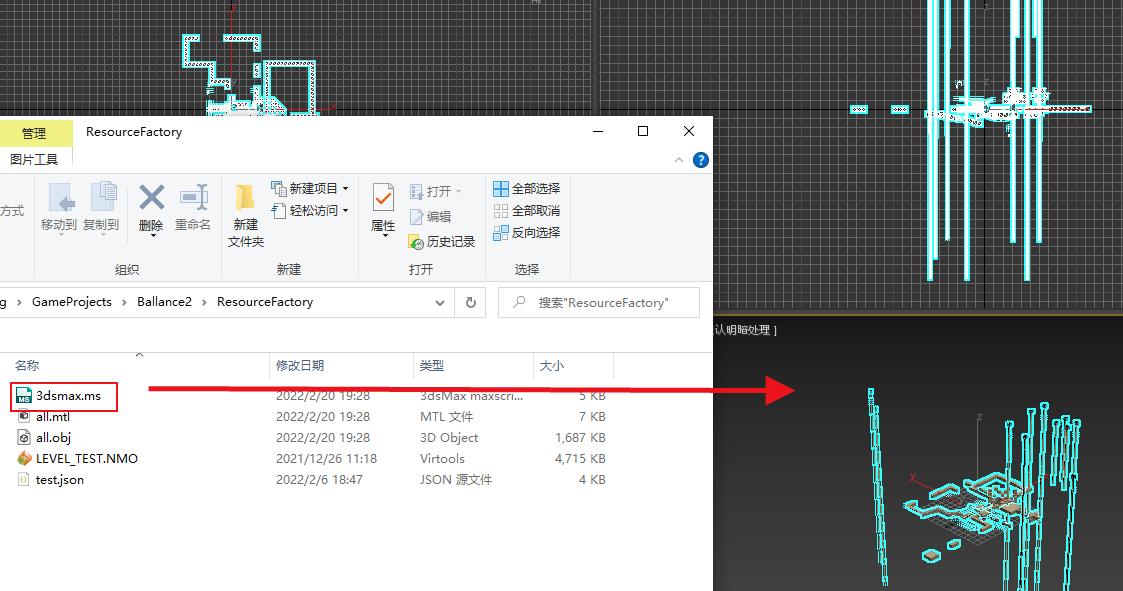 管理
ResourceFactory
图片工具
方式
移动到
复制到
删除
重命名
新建
文件夹
新建项目
轻松访问
属性
打开
编辑
历史记录
全部选择
全部取消
反向选择
组织
新建
打开
选择
g › GameProjects › Ballance2 › ResourceFactory
搜索"ResourceFactory"
名称 修改日期 类型 大小
3dsmax.ms 2022/2/20 19:28 3dsMax maxscri... 5 KB
all.mtl 2022/2/20 19:28 MTL 文件 7 KB
all.obj 2022/2/20 19:28 3D Object 1,687 KB
LEVEL_TEST.NMO 2021/12/26 11:18 Virtools 4,715 KB
test.json 2022/2/6 18:47 JSON 源文件 4 KB
认明暗处理 ]
z
x